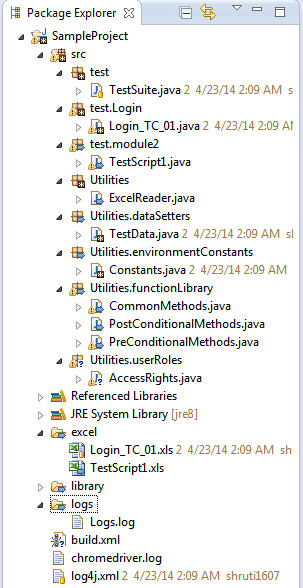 Package Explorer
SampleProject
src
test
TestSuite.java 2 4/23/14 2:09 AM s
test.Login
Login_TC_01.java 2 4/23/14 2:09 AM
test.module2
TestScript1.java
Utilities
ExcelReader.java
Utilities.dataSetters
TestData.java 2 4/23/14 2:09 AM s
Utilities.environmentConstants
Constants.java 2 4/23/14 2:09 AM
Utilities.functionLibrary
CommonMethods.java
PostConditionalMethods.java
PreConditionalMethods.java
Utilities.userRoles
AccessRights.java
Referenced Libraries
JRE System Library [jre8]
excel
Login_TC_01.xls 2 4/23/14 2:09 AM sh
TestScript1.xls
library
logs
Logs.log
build.xml
chromedriver.log
log4j.xml 2 4/23/14 2:09 AM shruti1607